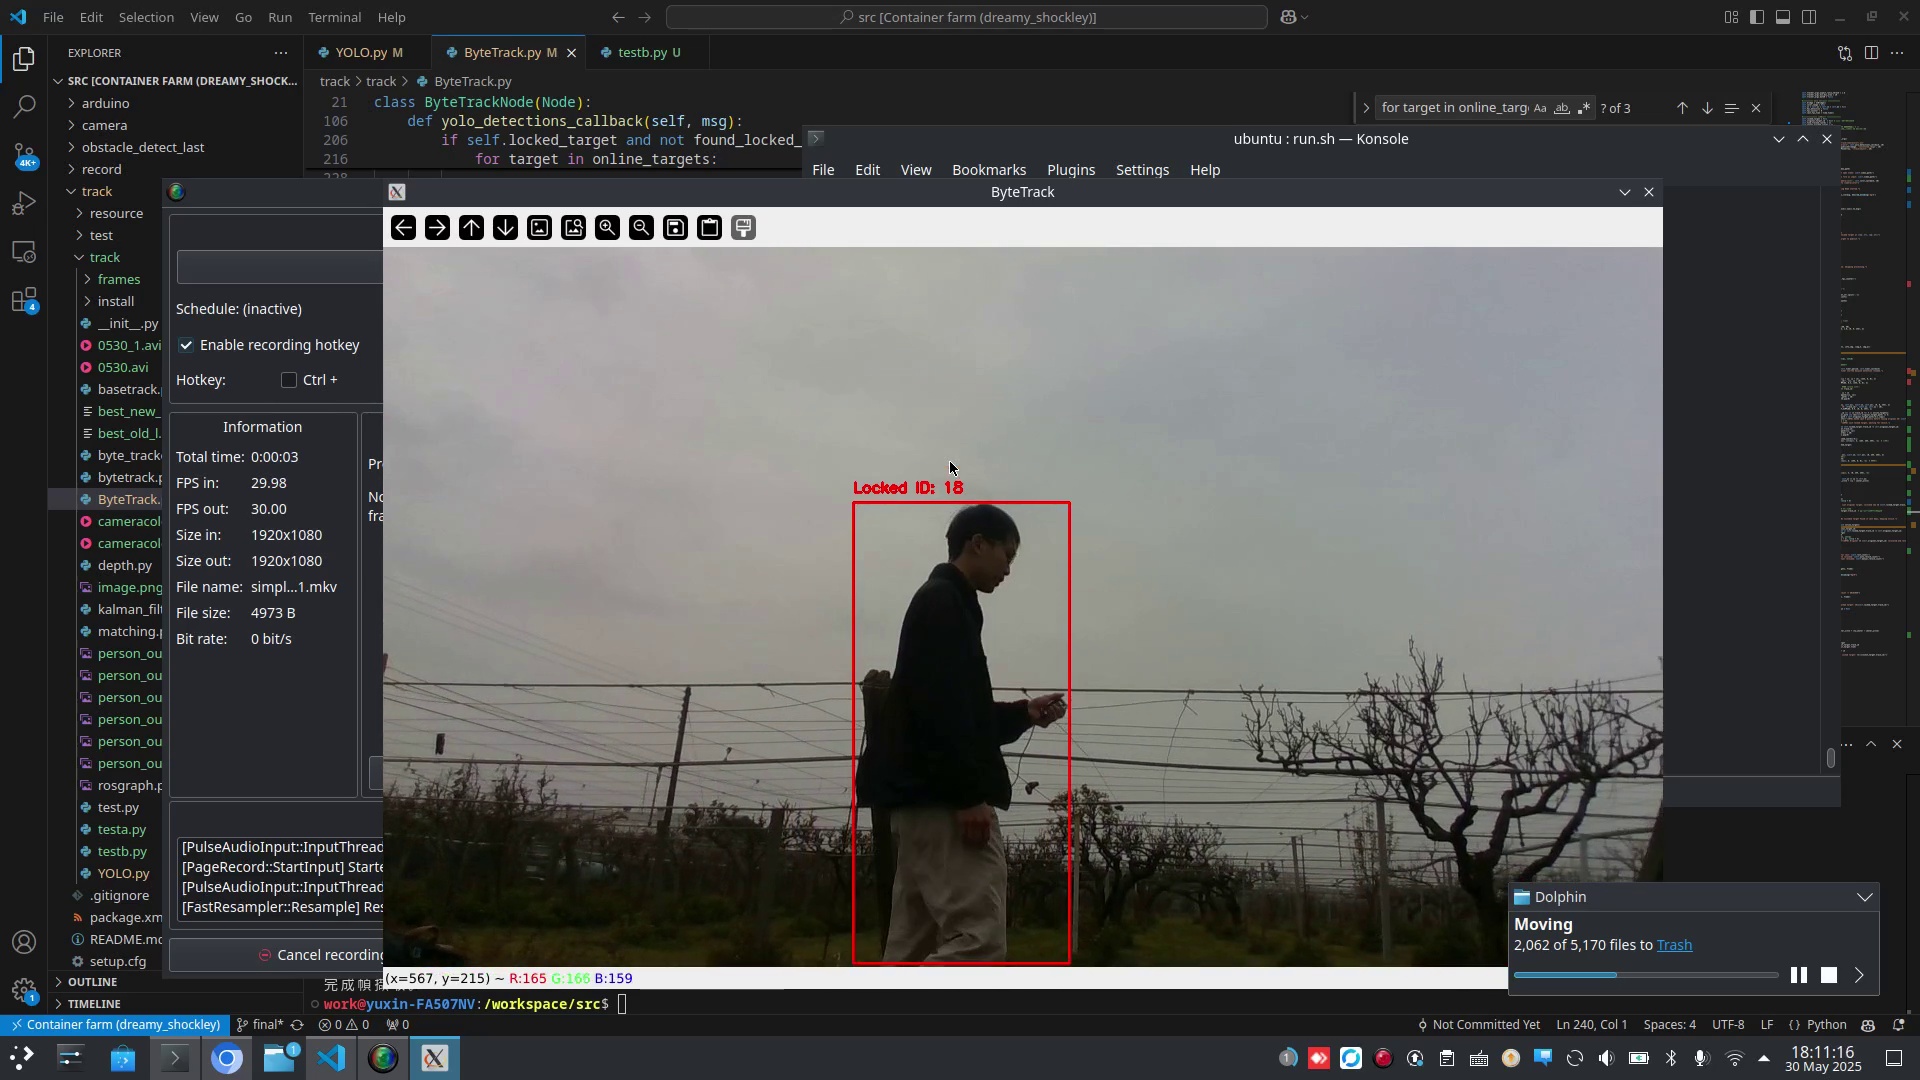 File Edit Selection View Go Run Terminal Help
src [Container farm (dreamy_shockley)]
EXPLORER
SRC [CONTAINER FARM (DREAMY_SHOCK...
arduino
camera
obstacle_detect_last
record
track
resource
test
track
frames
install
__init__.py
0530_1.avi
0530.avi
basetrack.
best_new_
best_old_l.
byte_track
bytetrack.p
ByteTrack.
cameracol
cameracol
depth.py
image.png
kalman_filt
matching.p
person_ou
person_ou
person_ou
person_ou
person_ou
person_ou
rosgraph.p
test.py
testa.py
testb.py
YOLO.py
.gitignore
package.xm
README.md
setup.cfg
OUTLINE
TIMELINE
4K+
4
1
YOLO.py M
ByteTrack.py M
testb.py U
track > track > ByteTrack.py
21 class ByteTrackNode(Node):
106 def yolo_detections_callback(self, msg):
206 if self.locked_target and not found_locked_
216 for target in online_targets:
for target in online_targ
Aa ab
? of 3
ubuntu : run.sh — Konsole
File Edit View Bookmarks Plugins Settings Help
ByteTrack
Schedule: (inactive)
Enable recording hotkey
Hotkey: Ctrl +
Information
Total time: 0:00:03
FPS in: 29.98
FPS out: 30.00
Size in: 1920x1080
Size out: 1920x1080
File name: simpl...1.mkv
File size: 4973 B
Bit rate: 0 bit/s
Pr
No
fra
[PulseAudioInput::InputThread
[PageRecord::StartInput] Starte
[PulseAudioInput::InputThread
[FastResampler::Resample] Res
Cancel recording
Locked ID: 18
(x=567, y=215) ~ R:165 G:166 B:159
work@yuxin-FA507NV:/workspace/src$
Dolphin
Moving
2,062 of 5,170 files to Trash
Container farm (dreamy_shockley) final* 0 0 0
Not Committed Yet Ln 240, Col 1 Spaces: 4 UTF-8 LF {} Python
1
1
18:11:16
30 May 2025